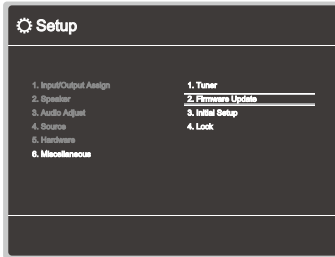 Setup
1. Input/Output Assign
2. Speaker
3. Audio Adjust
4. Source
5. Hardware
6. Miscellaneous
1. Tuner
2. Firmware Update
3. Initial Setup
4. Lock